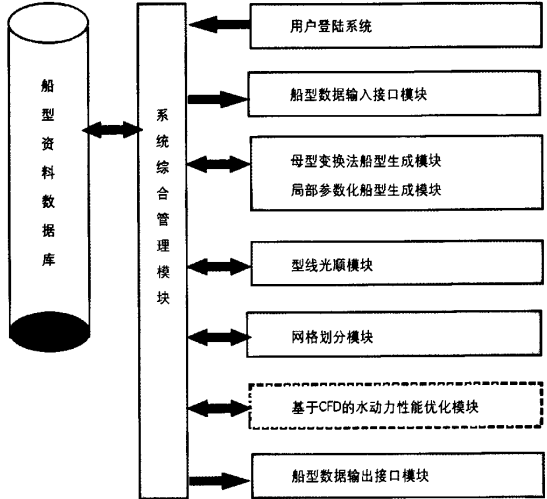 船型资料数据库
系统综合管理模块
用户登陆系统
船型数据输入接口模块
母型变换法船型生成模块
局部参数化船型生成模块
型线光顺模块
网格划分模块
基于CFD的水动力性能优化模块
船型数据输出接口模块